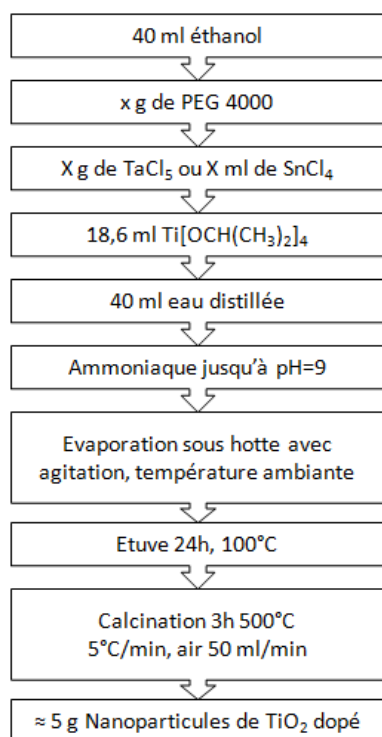 40 ml éthanol
x g de PEG 4000
X g de TaCl₅ ou X ml de SnCl₄
18,6 ml Ti[OCH(CH₃)₂]₄
40 ml eau distillée
Ammoniaque jusqu'à pH=9
Evaporation sous hotte avec
agitation, température ambiante
Etuve 24h, 100°C
Calcination 3h 500°C
5°C/min, air 50 ml/min
≈ 5 g Nanoparticules de TiO₂ dopé